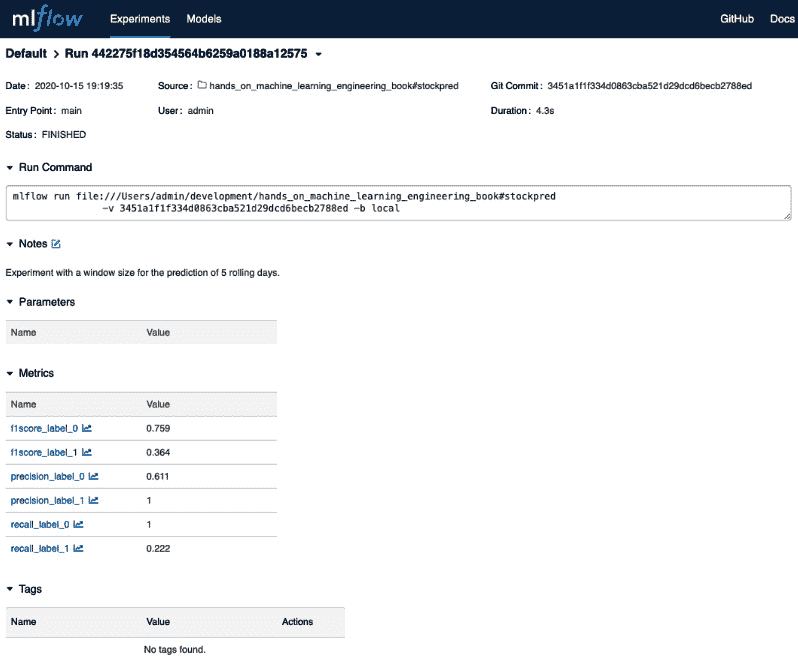 mlflow Experiments Models GitHub Docs
Default > Run 442275f18d354564b6259a0188a12575
Date: 2020-10-15 19:19:35 Source: hands_on_machine_learning_engineering_book#stockpred Git Commit: 3451a1f1f334d0863cba521d29dcd6becb2788ed
Entry Point: main User: admin Duration: 4.3s
Status: FINISHED
Run Command
mlflow run file:///Users/admin/development/hands_on_machine_learning_engineering_book#stockpred
-v 3451a1f1f334d0863cba521d29dcd6becb2788ed -b local
Notes
Experiment with a window size for the prediction of 5 rolling days.
Parameters
Name Value
Metrics
Name Value
f1score_label_0 0.759
f1score_label_1 0.364
precision_label_0 0.611
precision_label_1 1
recall_label_0 1
recall_label_1 0.222
Tags
Name Value Actions
No tags found.